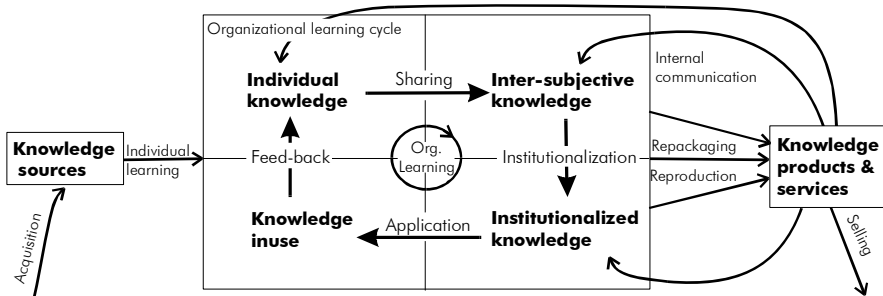 Organizational learning cycle
Individual
knowledge
Sharing
Inter-subjective
knowledge
Internal
communication
Knowledge
sources
Individual
learning
Feed-back
Org.
Learning
Institutionalization
Repackaging
Reproduction
Knowledge
products &
services
Knowledge
inuse
Application
Institutionalized
knowledge
Acquisition
Selling